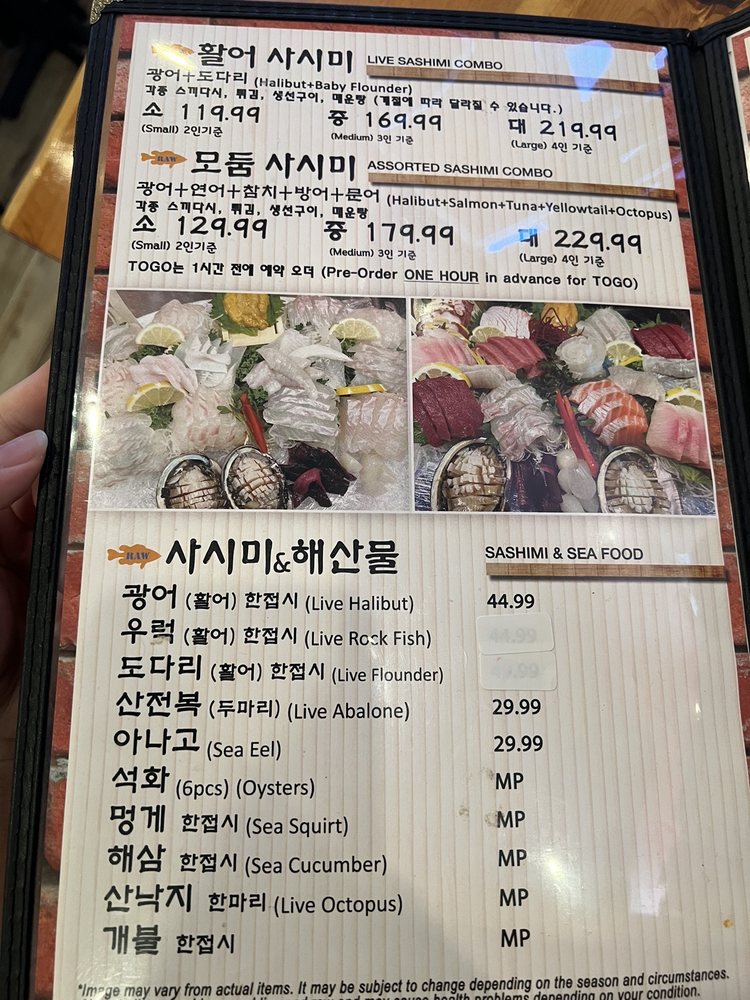 활어 사시미 LIVE SASHIMI COMBO
광어+도다리 (Halibut+Baby Flounder)
각종 스끼다시, 튀김, 생선구이, 매운탕 (계절에 따라 달라질 수 있습니다.)
소 119.99 중 169.99 대 219.99
(Small) 2인기준 (Medium) 3인 기준 (Large) 4인 기준
RAW 모둠 사시미 ASSORTED SASHIMI COMBO
광어+연어+참치+방어+문어 (Halibut+Salmon+Tuna+Yellowtail+Octopus)
각종 스끼다시, 튀김, 생선구이, 매운탕
소 129.99 중 179.99 대 229.99
(Small) 2인기준 (Medium) 3인 기준 (Large) 4인 기준
TOGO는 1시간 전에 예약 오더 (Pre-Order ONE HOUR in advance for TOGO)
RAW 사시미&해산물 SASHIMI & SEA FOOD
광어 (활어) 한접시 (Live Halibut) 44.99
우럭 (활어) 한접시 (Live Rock Fish) 44.99
도다리 (활어) 한접시 (Live Flounder)
산전복 (두마리) (Live Abalone) 29.99
아나고 (Sea Eel) 29.99
석화 (6pcs) (Oysters) MP
멍게 한접시 (Sea Squirt) MP
해삼 한접시 (Sea Cucumber) MP
산낙지 한마리 (Live Octopus) MP
개불 한접시 MP
*Image may vary from actual items. It may be subject to change depending on the season and circumstances.
and may cause health problems depending on your condition.